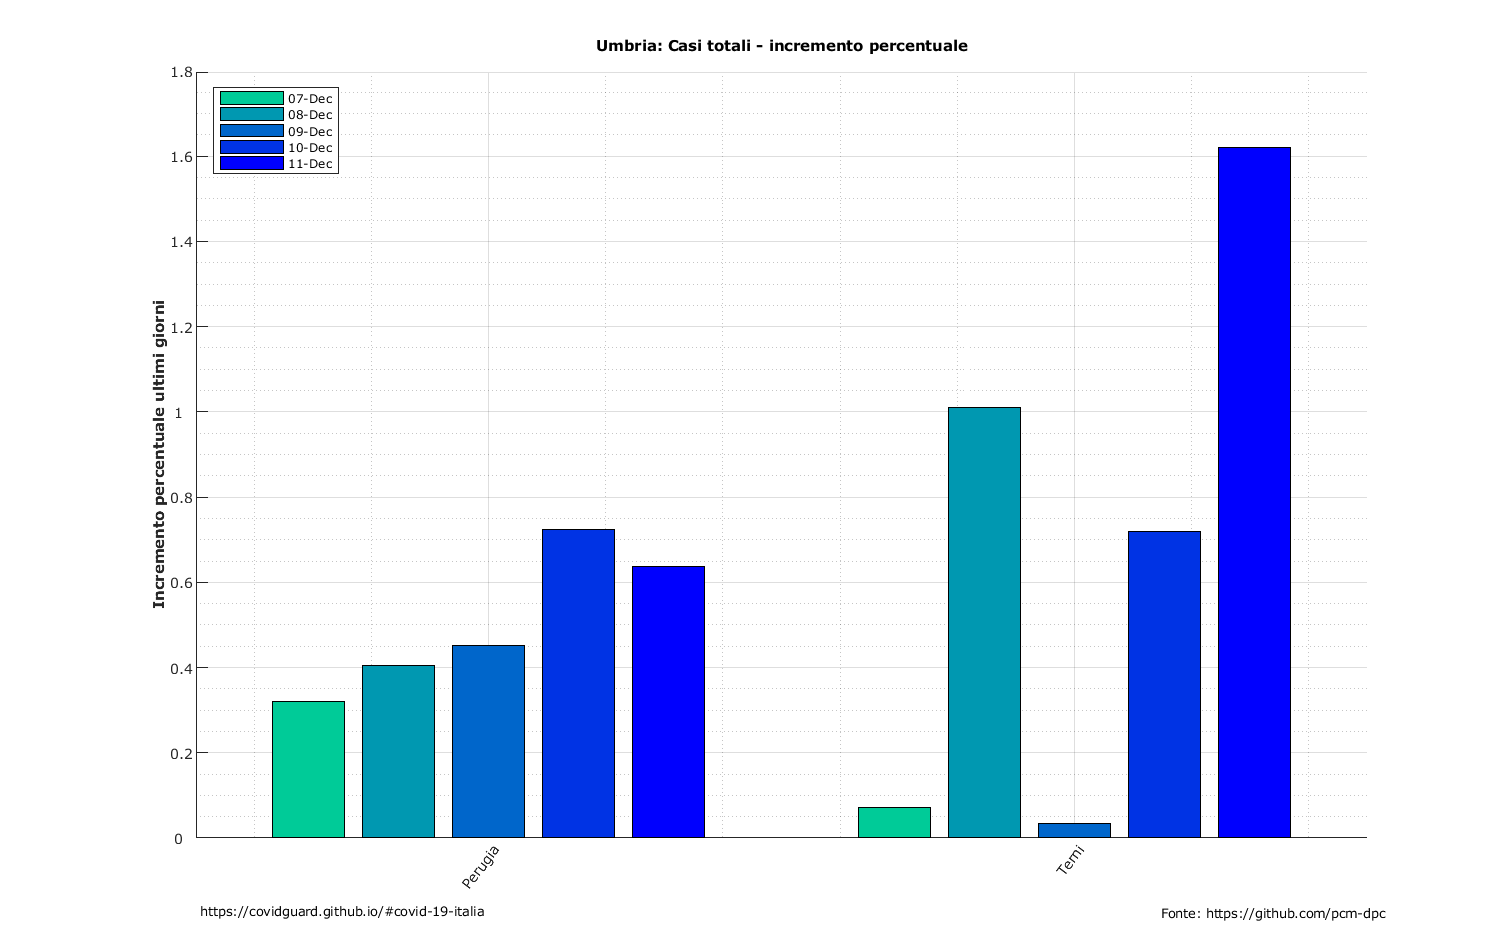 Umbria: Casi totali - incremento percentuale
1.8
1.6
1.4
1.2
1
0.8
0.6
0.4
0.2
0
Incremento percentuale ultimi giorni
07-Dec
08-Dec
09-Dec
10-Dec
11-Dec
Perugia
Terni
https://covidguard.github.io/#covid-19-italia
Fonte: https://github.com/pcm-dpc